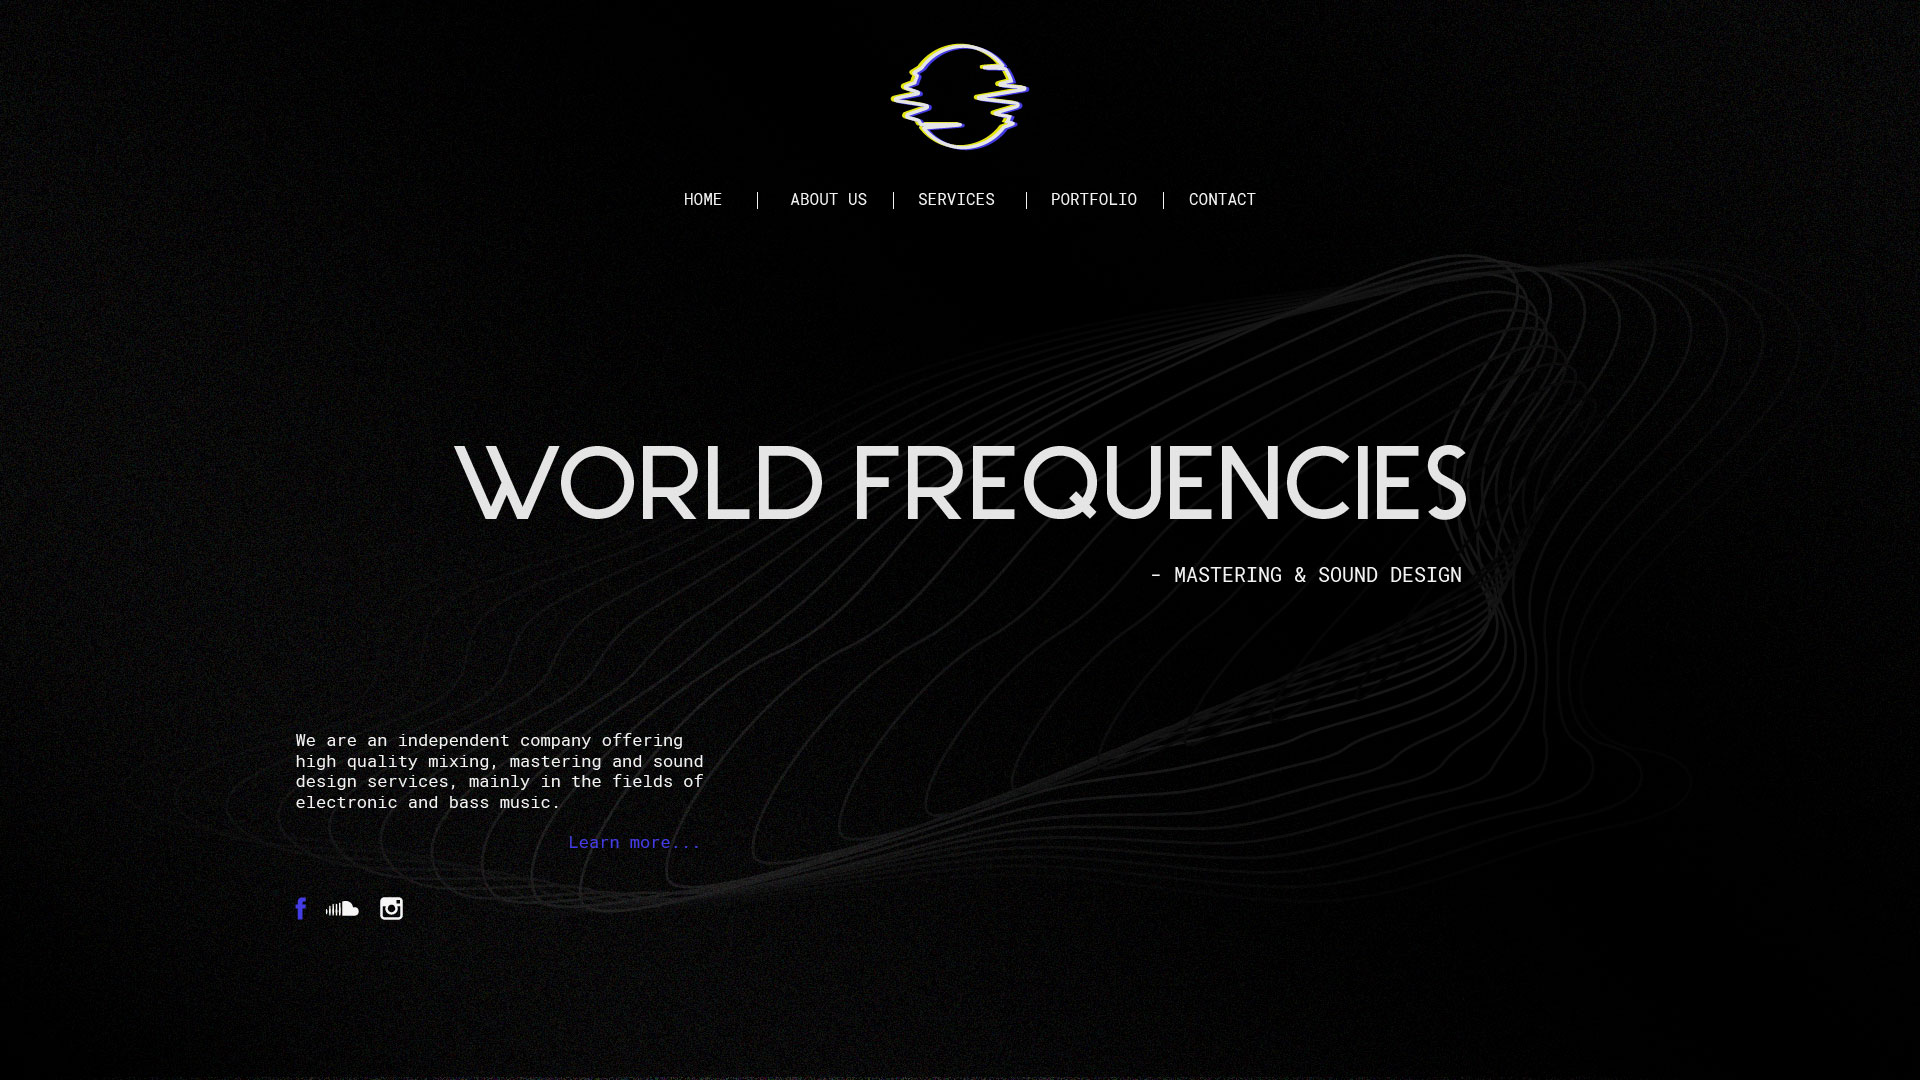 HOME | ABOUT US | SERVICES | PORTFOLIO | CONTACT
WORLD FREQUENCIES
- MASTERING & SOUND DESIGN
We are an independent company offering
high quality mixing, mastering and sound
design services, mainly in the fields of
electronic and bass music.
Learn more...